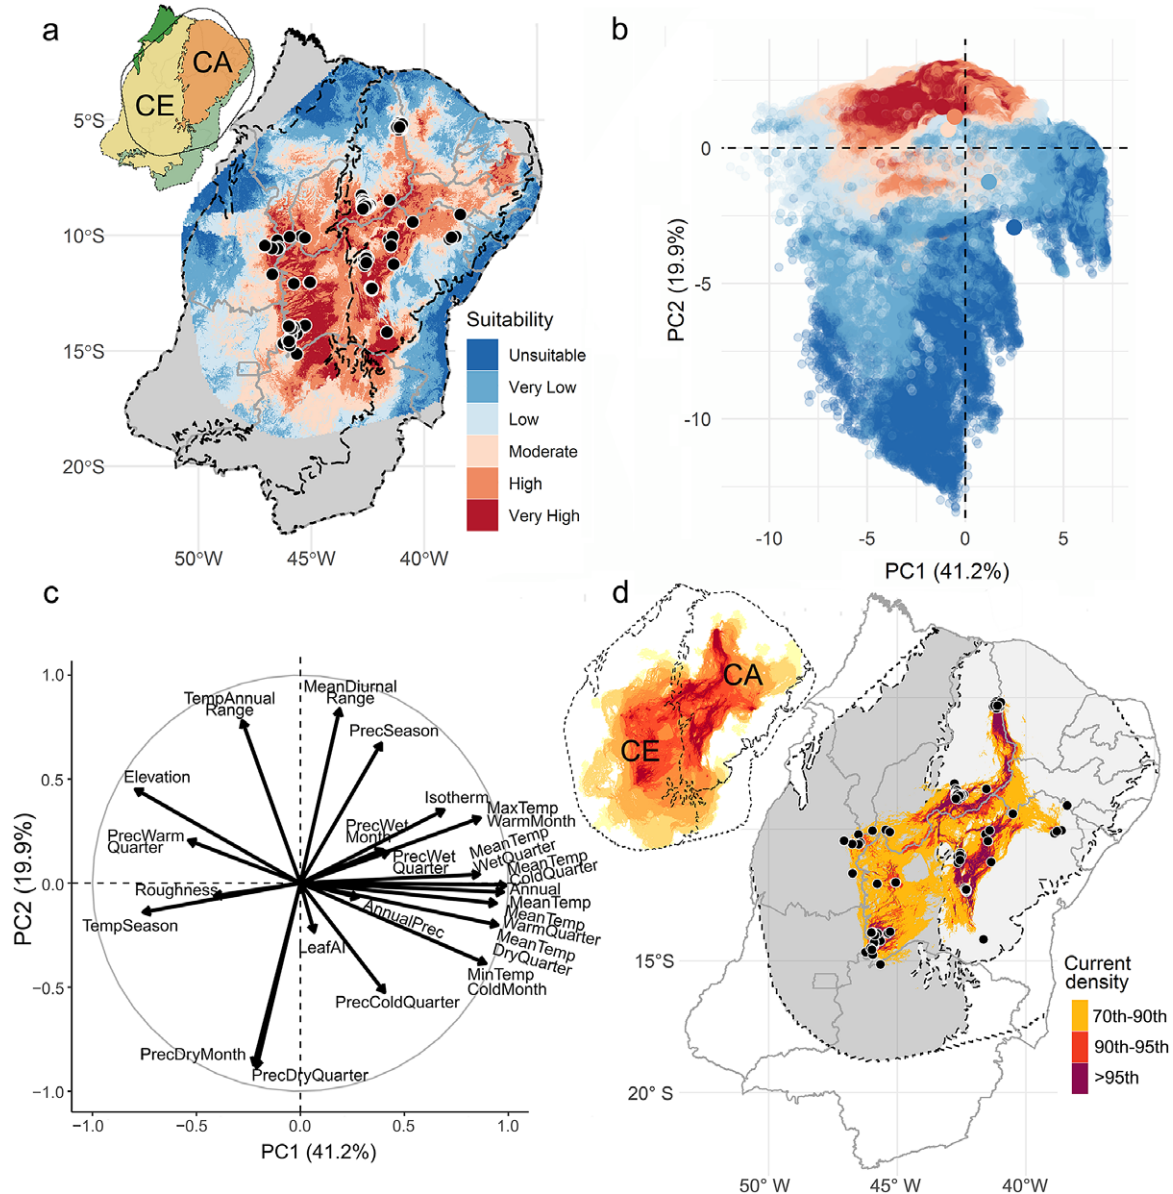 a
CA
CE
5°S
10°S
15°S
20°S
50°W
45°W
40°W
Suitability
Unsuitable
Very Low
Low
Moderate
High
Very High
b
0
-5
-10
PC2 (19.9%)
-10
-5
0
5
PC1 (41.2%)
c
1.0
0.5
0.0
−0.5
−1.0
PC2 (19.9%)
TempAnnual
Range
MeanDiurnal
Range
PrecSeason
Elevation
Isotherm
MaxTemp
WarmMonth
PrecWarm
Quarter
PrecWet
Month
PrecWet
Quarter
MeanTemp
WetQuarter
MeanTemp
ColdQuarter
Annual
MeanTemp
Roughness
TempSeason
AnnualPrec
MeanTemp
WarmQuarter
MeanTemp
DryQuarter
LeafAI
MinTemp
ColdMonth
PrecColdQuarter
PrecDryMonth
PrecDryQuarter
−1.0
−0.5
0.0
0.5
1.0
PC1 (41.2%)
d
CA
CE
15°S
20° S
50° W
45° W
40°W
Current
density
70th-90th
90th-95th
>95th